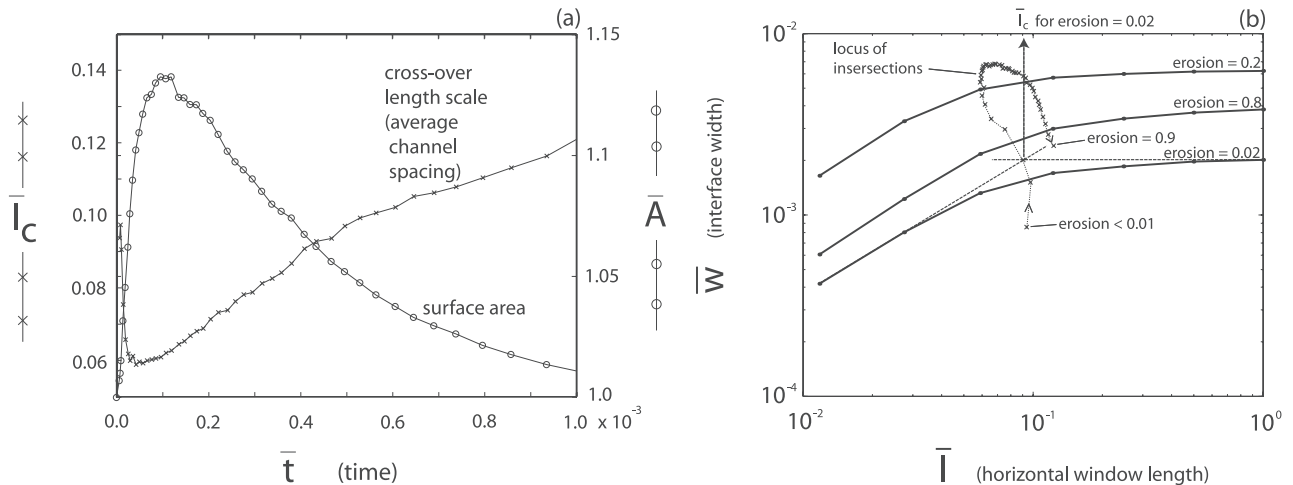 (a)
0.14
0.12
0.10
0.08
0.06
l̄c
cross-over
length scale
(average
channel
spacing)
surface area
1.15
1.10
1.05
1.0
Ā
0.0 0.2 0.4 0.6 0.8 1.0 x 10⁻³
t̄ (time)
l̄c for erosion = 0.02
(b)
10⁻²
10⁻³
10⁻⁴
w̄ (interface width)
locus of
insersections
erosion = 0.2
erosion = 0.8
erosion = 0.9
erosion = 0.02
erosion < 0.01
10⁻² 10⁻¹ 10⁰
l̄ (horizontal window length)